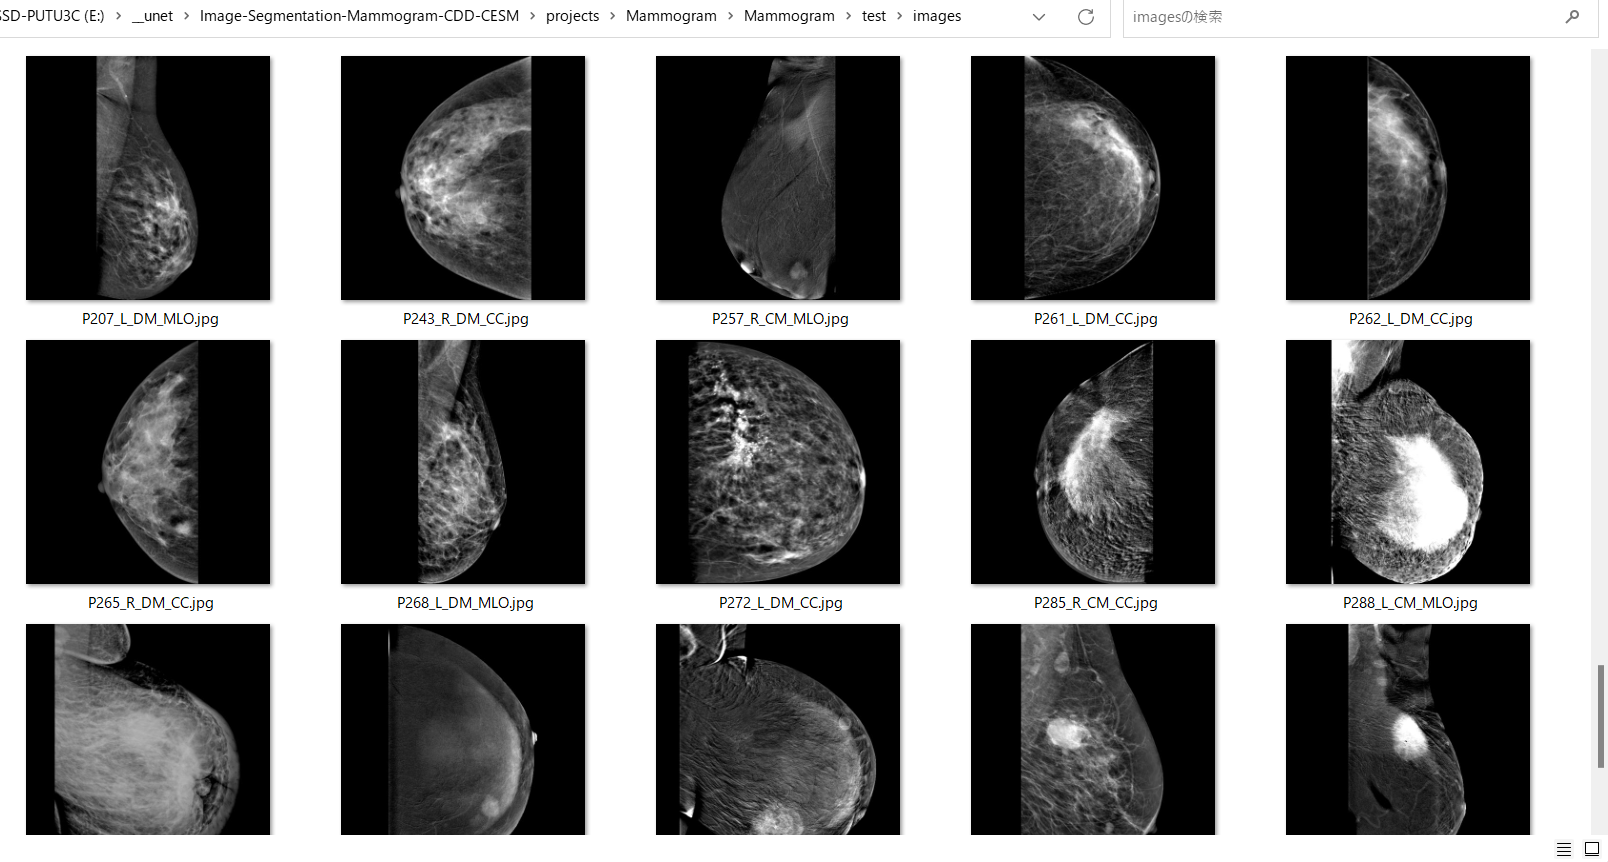 SSD-PUTU3C (E:) > __unet > Image-Segmentation-Mammogram-CDD-CESM > projects > Mammogram > Mammogram > test > images
imagesの検索
P207_L_DM_MLO.jpg
P243_R_DM_CC.jpg
P257_R_CM_MLO.jpg
P261_L_DM_CC.jpg
P262_L_DM_CC.jpg
P265_R_DM_CC.jpg
P268_L_DM_MLO.jpg
P272_L_DM_CC.jpg
P285_R_CM_CC.jpg
P288_L_CM_MLO.jpg